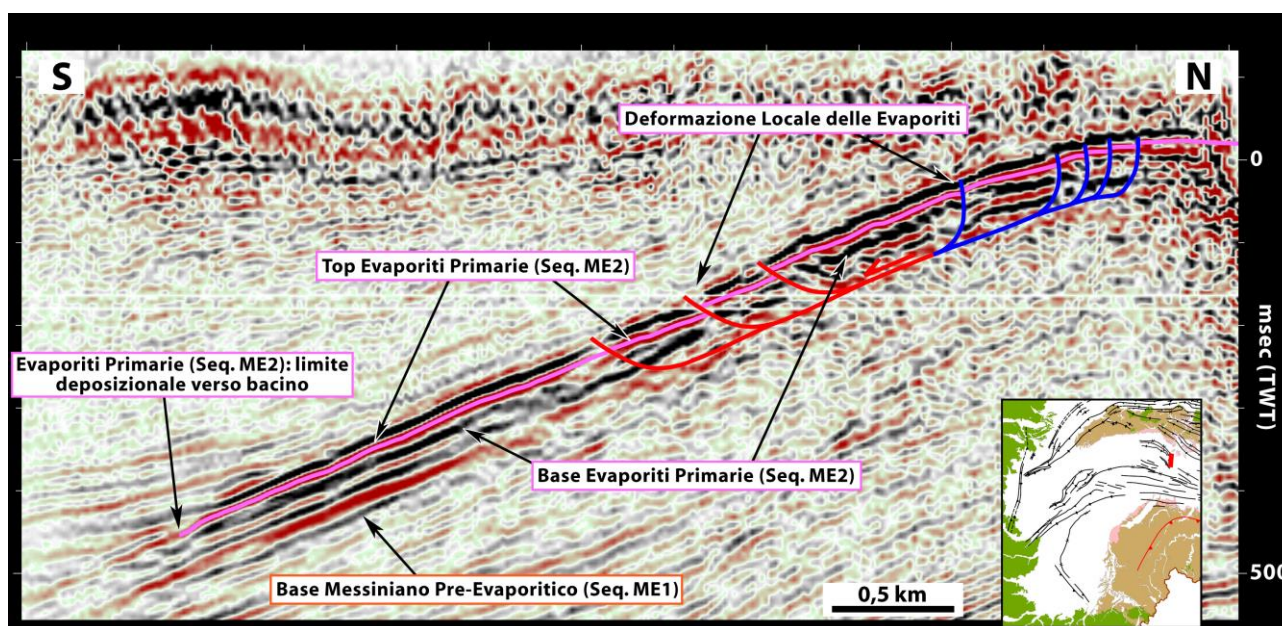 S
N
Deformazione Locale delle Evaporiti
0
Top Evaporiti Primarie (Seq. ME2)
Evaporiti Primarie (Seq. ME2): limite
deposizionale verso bacino
msec (TWT)
Base Evaporiti Primarie (Seq. ME2)
Base Messiniano Pre-Evaporitico (Seq. ME1)
0,5 km
500